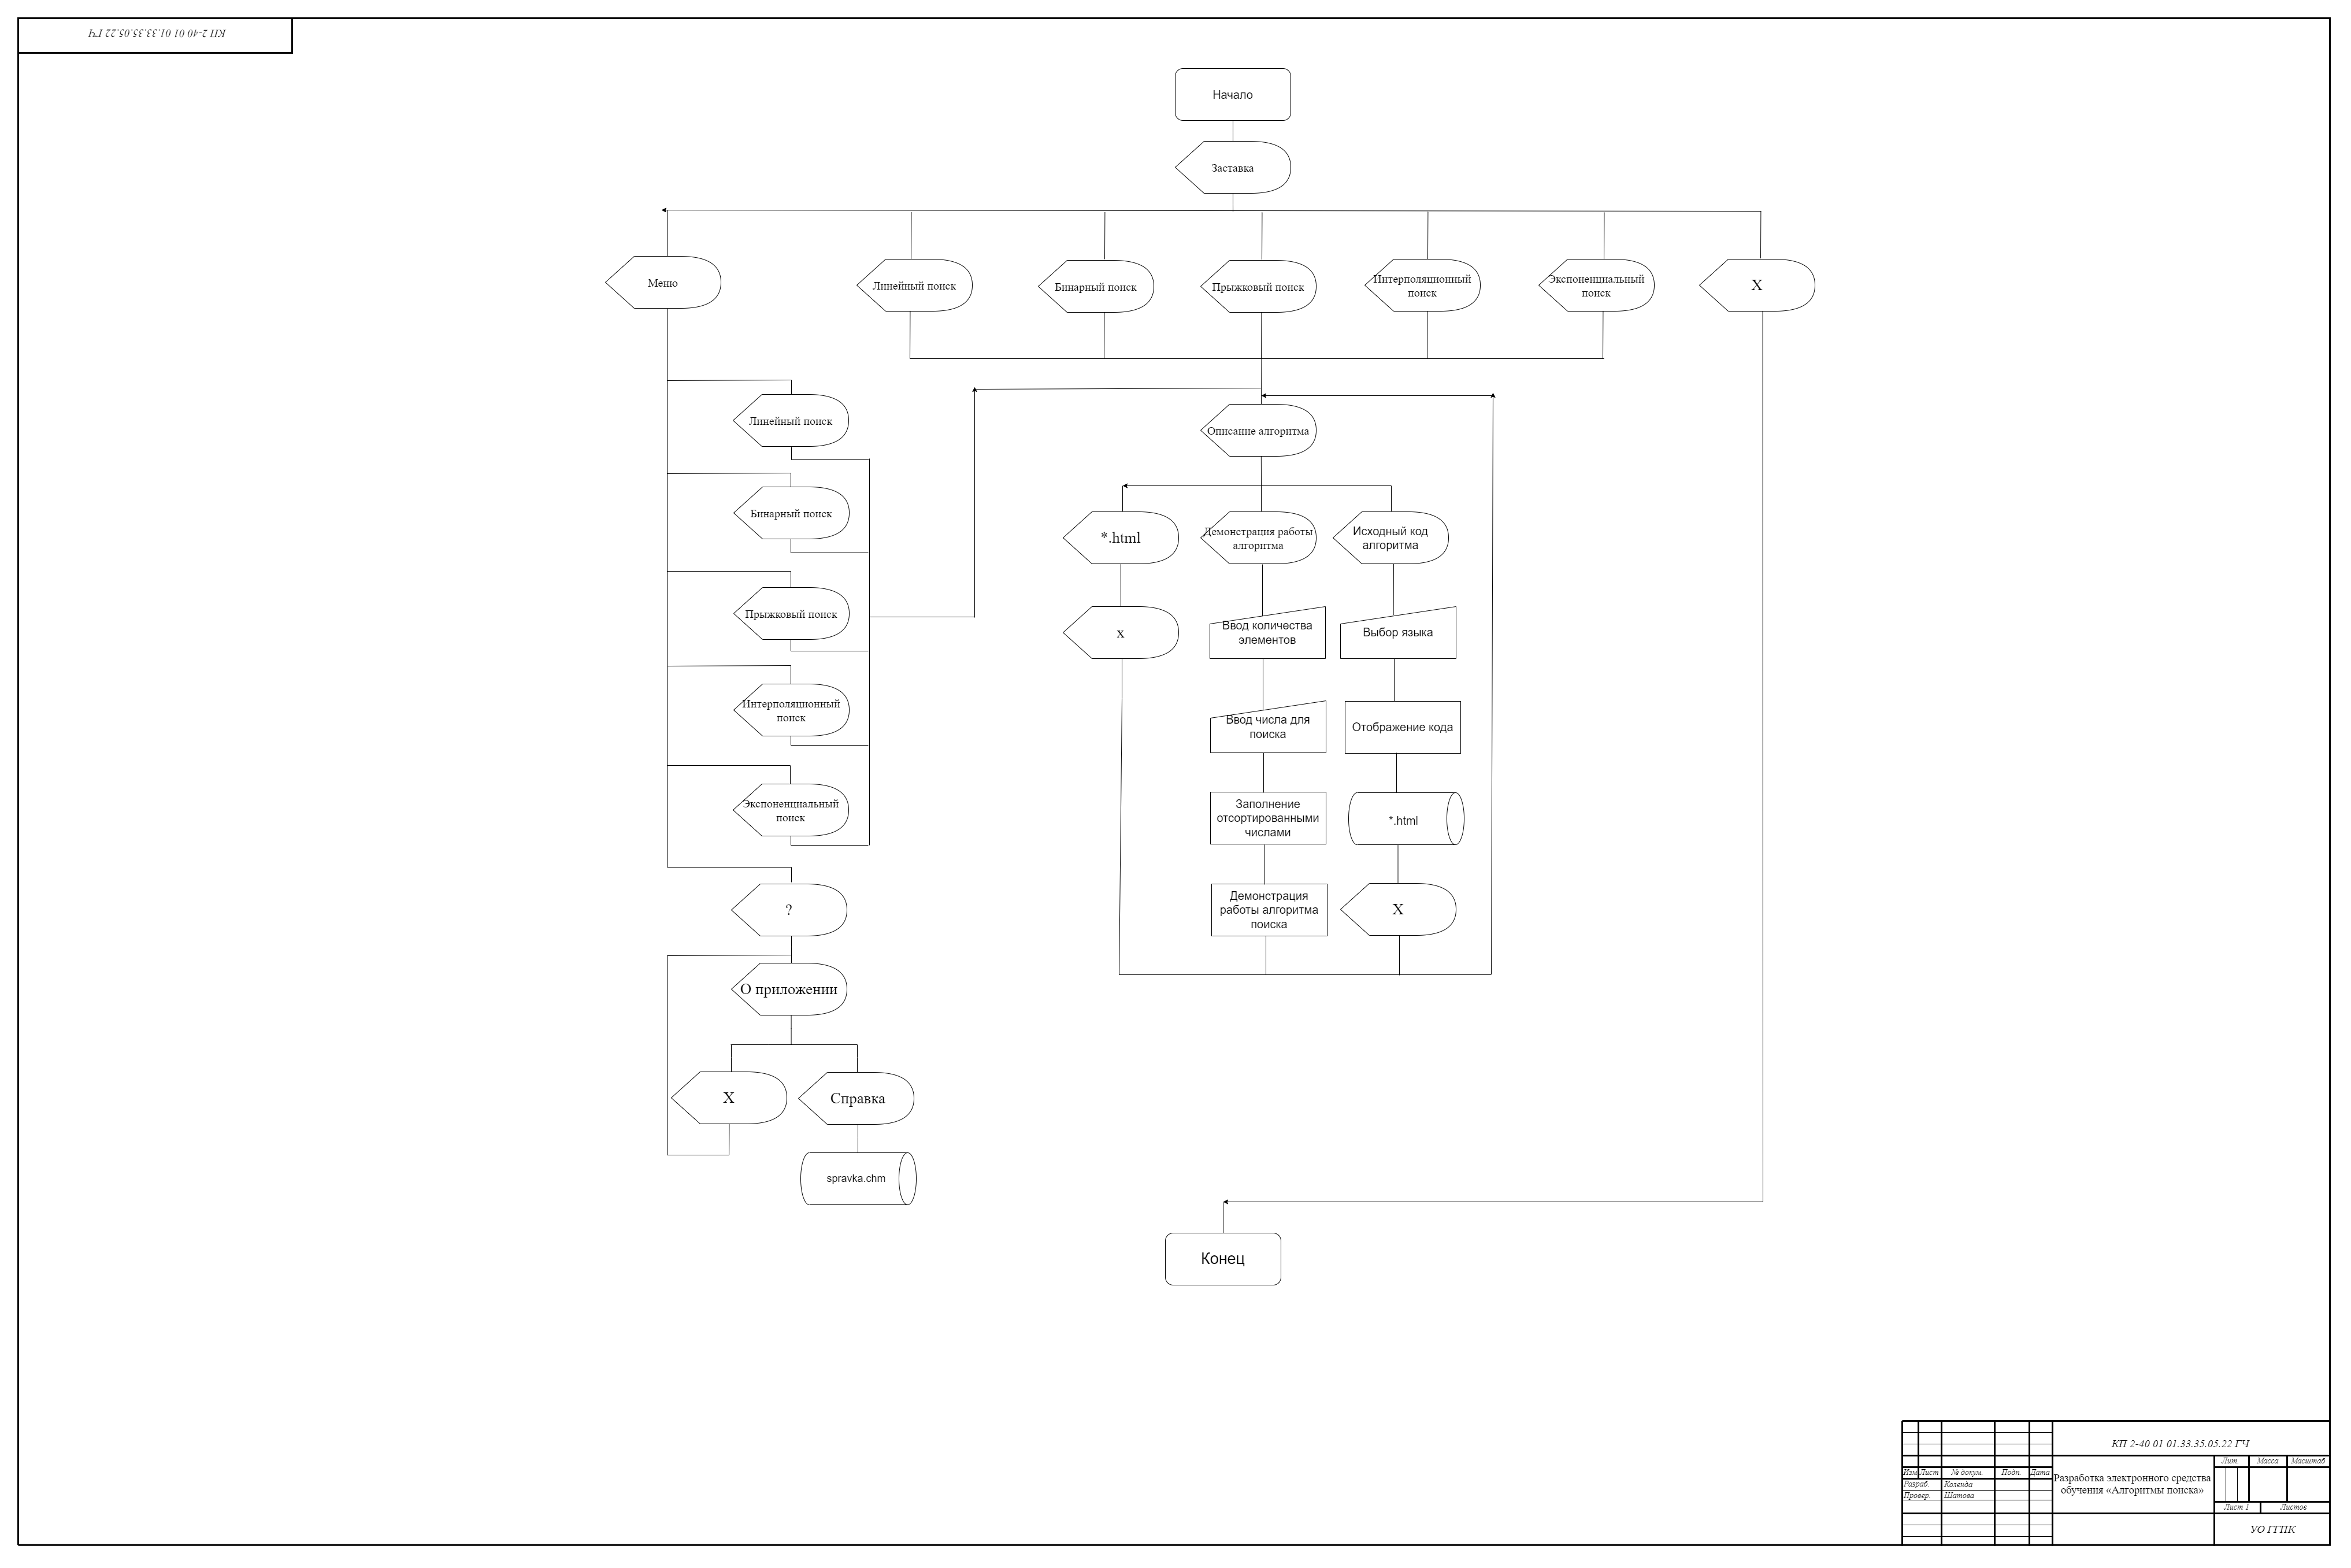 КП 2-40 01 01.33.35.05.22 ГЧ
Начало
Заставка
Меню
Линейный поиск
Бинарный поиск
Прыжковый поиск
Интерполяционный
поиск
Экспоненциальный
поиск
X
Линейный поиск
Бинарный поиск
Прыжковый поиск
Интерполяционный
поиск
Экспоненциальный
поиск
?
О приложении
X
Справка
spravka.chm
Описание алгоритма
*.html
x
Демонстрация работы
алгоритма
Ввод количества
элементов
Ввод числа для
поиска
Заполнение
отсортированными
числами
Демонстрация
работы алгоритма
поиска
Исходный код
алгоритма
Выбор языка
Отображение кода
*.html
X
Конец
КП 2-40 01 01.33.35.05.22 ГЧ
Изм Лист № докум. Подп. Дата
Разраб. Коленда
Провер. Шатова
Разработка электронного средства
обучения «Алгоритмы поиска»
Лит. Масса Масштаб
Лист 1 Листов
УО ГГПК